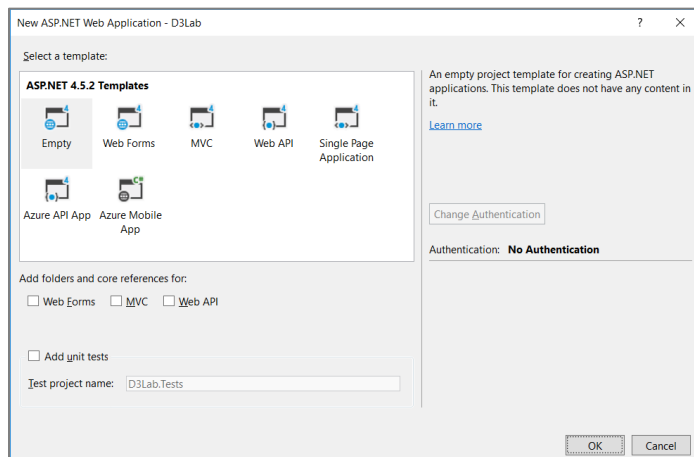 New ASP.NET Web Application - D3Lab
?
Select a template:
ASP.NET 4.5.2 Templates
Empty
Web Forms
MVC
Web API
Single Page
Application
Azure API App
Azure Mobile
App
An empty project template for creating ASP.NET
applications. This template does not have any content in
it.
Learn more
Change Authentication
Authentication: No Authentication
Add folders and core references for:
Web Forms
MVC
Web API
Add unit tests
Test project name:
D3Lab.Tests
OK
Cancel